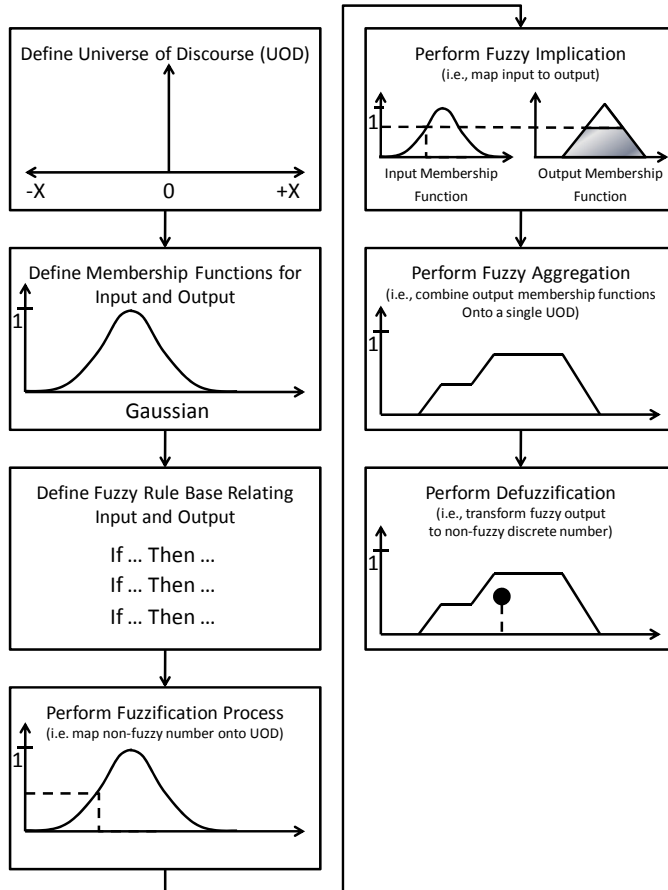 Define Universe of Discourse (UOD)
-X
0
+X
Define Membership Functions for
Input and Output
1
Gaussian
Define Fuzzy Rule Base Relating
Input and Output
If ... Then ...
If ... Then ...
If ... Then ...
Perform Fuzzification Process
(i.e. map non-fuzzy number onto UOD)
1
Perform Fuzzy Implication
(i.e., map input to output)
1
Input Membership
Function
Output Membership
Function
Perform Fuzzy Aggregation
(i.e., combine output membership functions
Onto a single UOD)
1
Perform Defuzzification
(i.e., transform fuzzy output
to non-fuzzy discrete number)
1